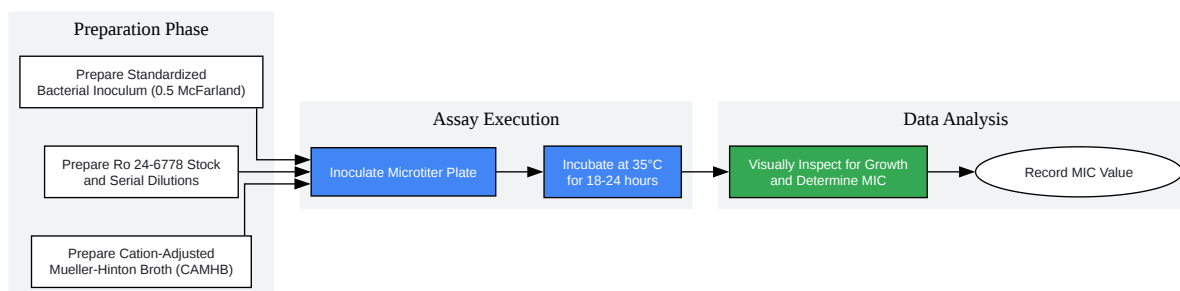 Preparation Phase
Prepare Standardized
Bacterial Inoculum (0.5 McFarland)
Prepare Ro 24-6778 Stock
and Serial Dilutions
Prepare Cation-Adjusted
Mueller-Hinton Broth (CAMHB)
Assay Execution
Inoculate Microtiter Plate
Incubate at 35°C
for 18-24 hours
Data Analysis
Visually Inspect for Growth
and Determine MIC
Record MIC Value